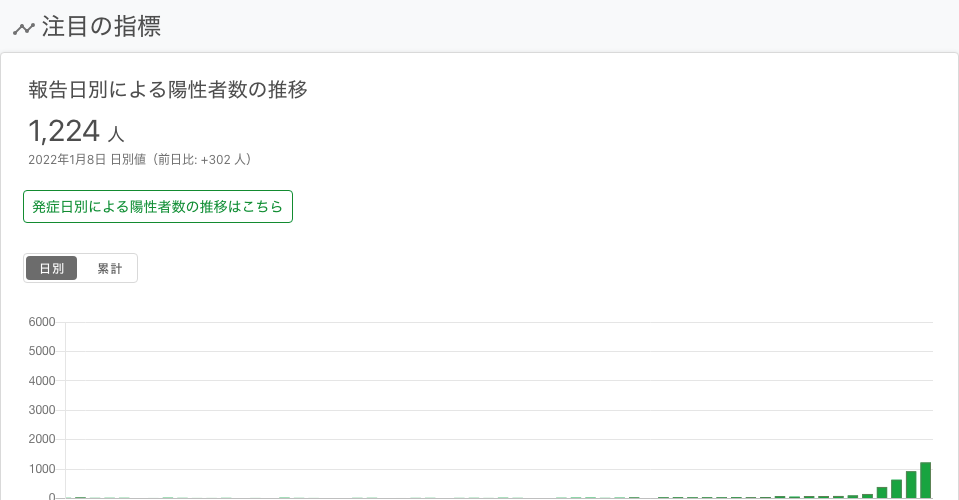 注目の指標
報告日別による陽性者数の推移
1,224 人
2022年1月8日 日別値（前日比: +302 人）
発症日別による陽性者数の推移はこちら
日別 累計
6000
5000
4000
3000
2000
1000
0